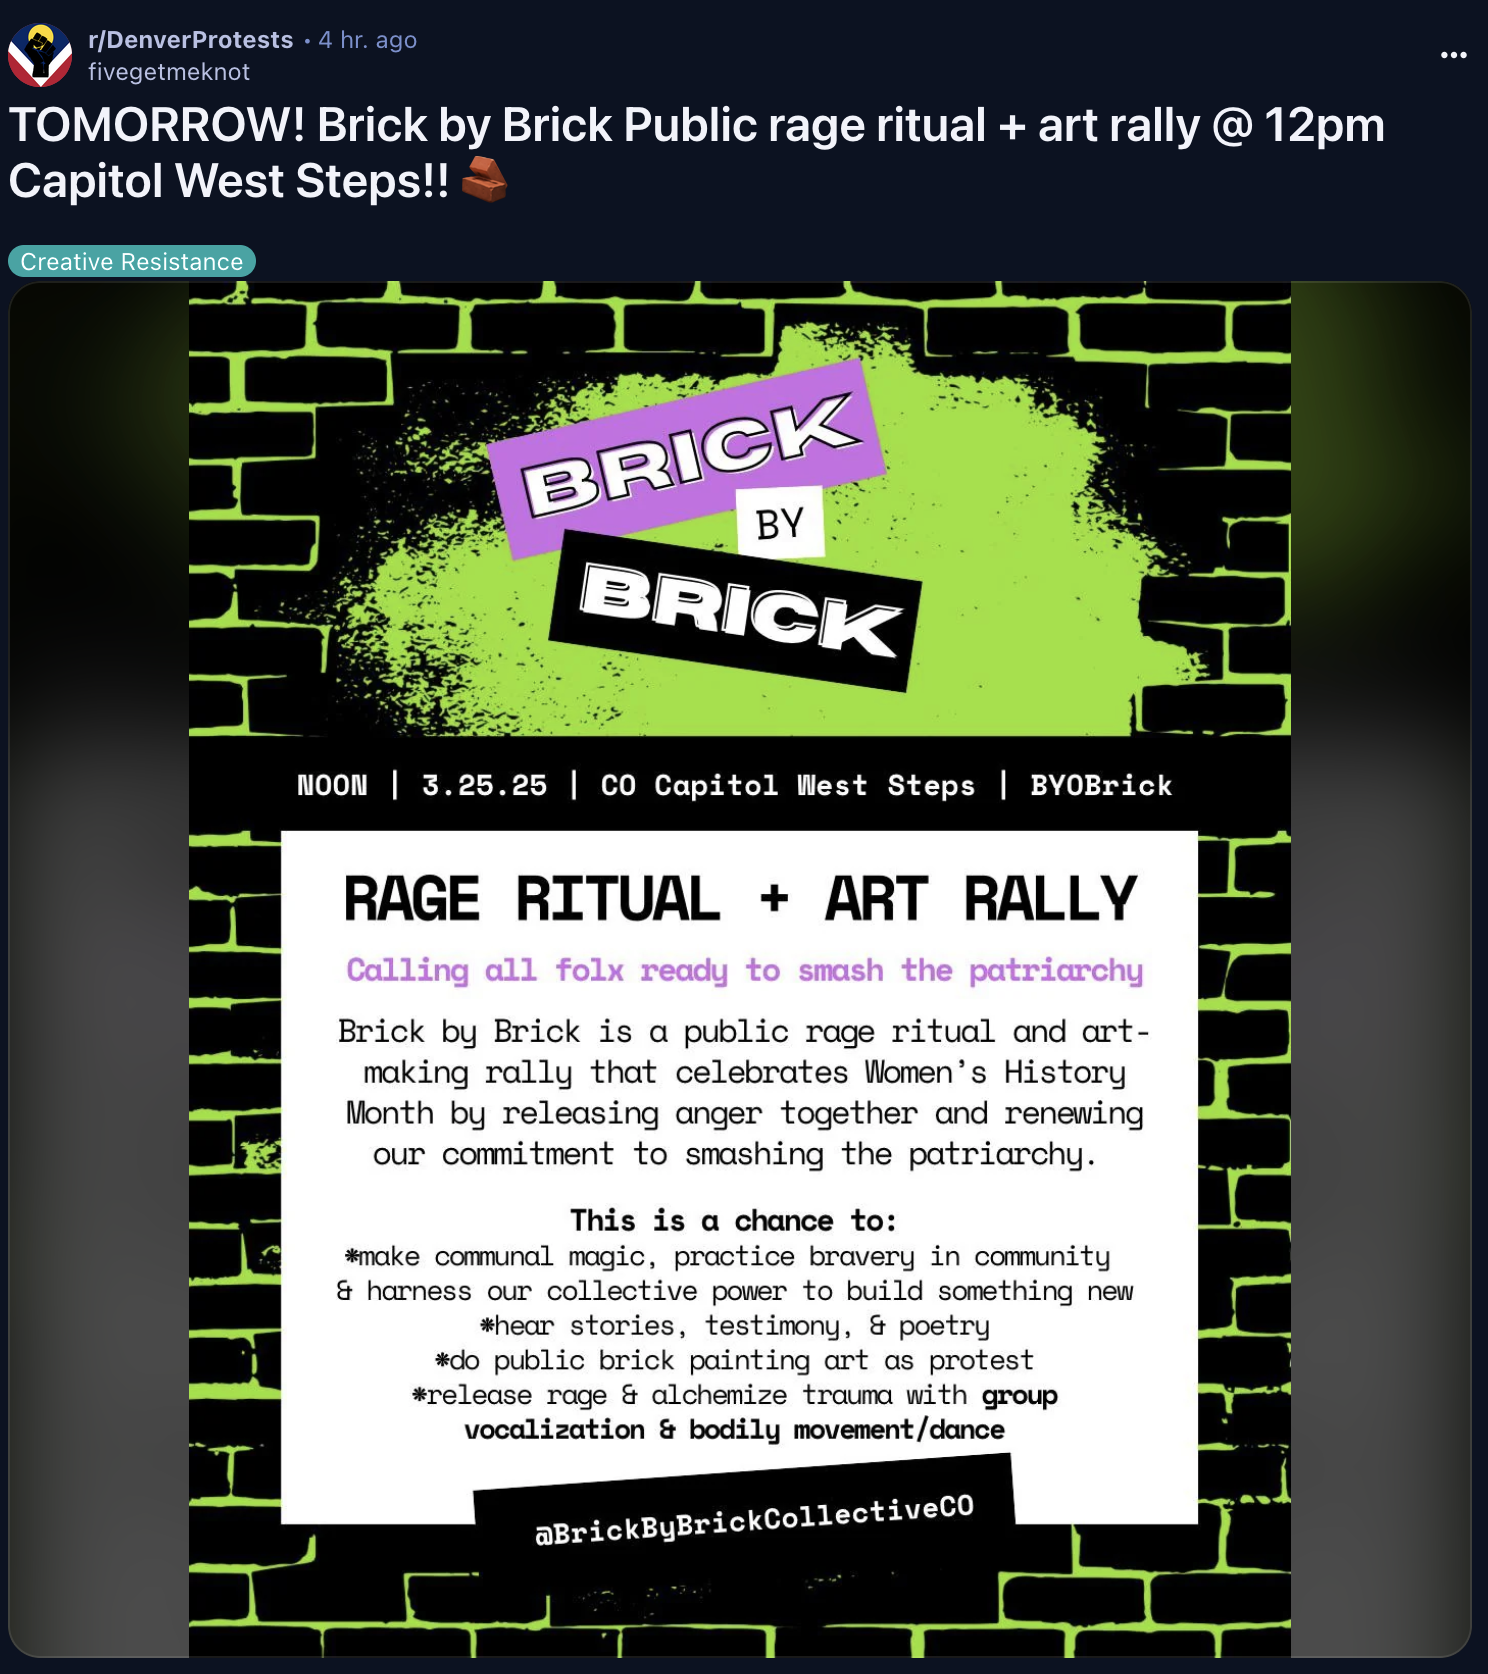 r/DenverProtests • 4 hr. ago
fivegetmeknot
TOMORROW! Brick by Brick Public rage ritual + art rally @ 12pm
Capitol West Steps!! 🧱
Creative Resistance
BRICK
BY
BRICK
NOON | 3.25.25 | CO Capitol West Steps | BYOBrick
RAGE RITUAL + ART RALLY
Calling all folx ready to smash the patriarchy
Brick by Brick is a public rage ritual and art-
making rally that celebrates Women's History
Month by releasing anger together and renewing
our commitment to smashing the patriarchy.
This is a chance to:
*make communal magic, practice bravery in community
& harness our collective power to build something new
*hear stories, testimony, & poetry
*do public brick painting art as protest
*release rage & alchemize trauma with group
vocalization & bodily movement/dance
@BrickByBrickCollectiveCO